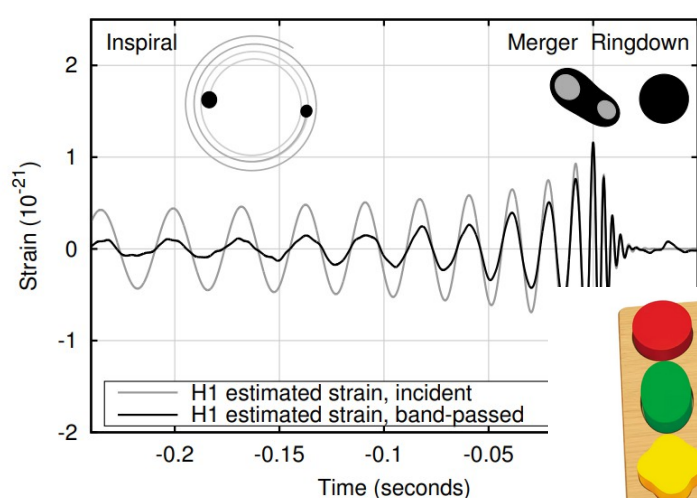 Inspiral
Merger Ringdown
2
1
0
-1
-2
Strain (10⁻²¹)
H1 estimated strain, incident
H1 estimated strain, band-passed
-0.2
-0.15
-0.1
-0.05
Time (seconds)